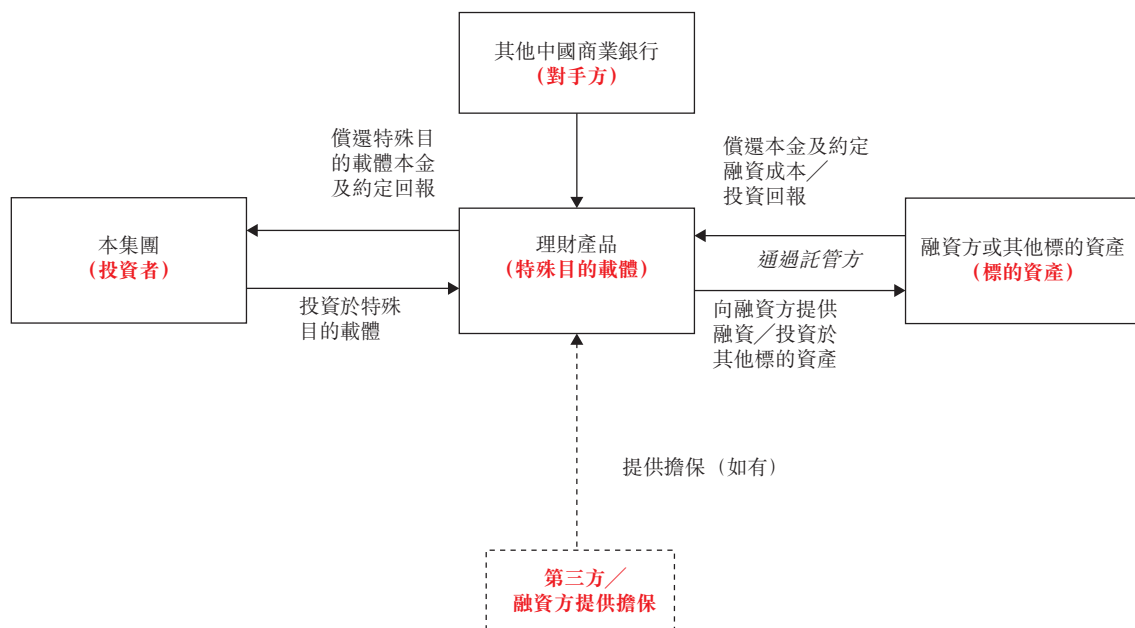 其他中國商業銀行
(對手方)
償還特殊目
的載體本金
及約定回報
償還本金及約定
融資成本╱
投資回報
本集團
(投資者)
理財產品
(特殊目的載體)
通過託管方
融資方或其他標的資產
(標的資產)
投資於特殊
目的載體
向融資方提供
融資╱投資於
其他標的資產
提供擔保（如有）
第三方╱
融資方提供擔保